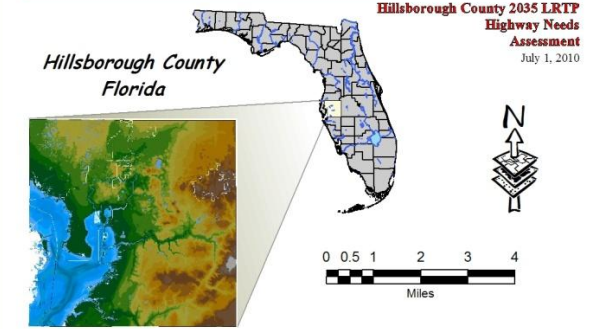 Hillsborough County 2035 LRTP
Highway Needs
Assessment
July 1, 2010
Hillsborough County
Florida
N
0 0.5 1 2 3 4
Miles